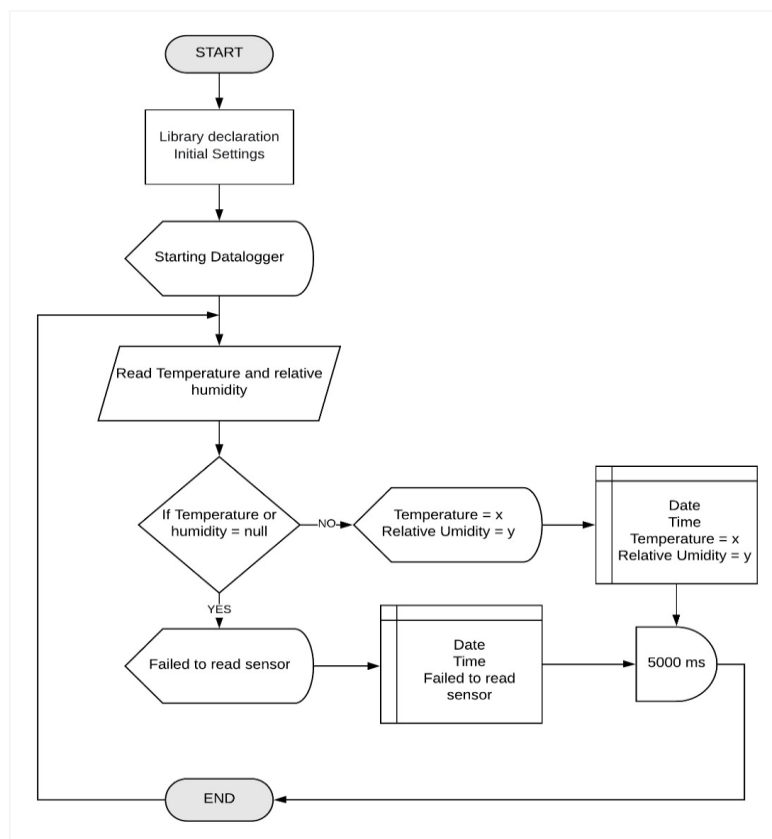 START
Library declaration
Initial Settings
Starting Datalogger
Read Temperature and relative
humidity
If Temperature or
humidity = null
NO
Temperature = x
Relative Umidity = y
Date
Time
Temperature = x
Relative Umidity = y
YES
Failed to read sensor
Date
Time
Failed to read
sensor
5000 ms
END